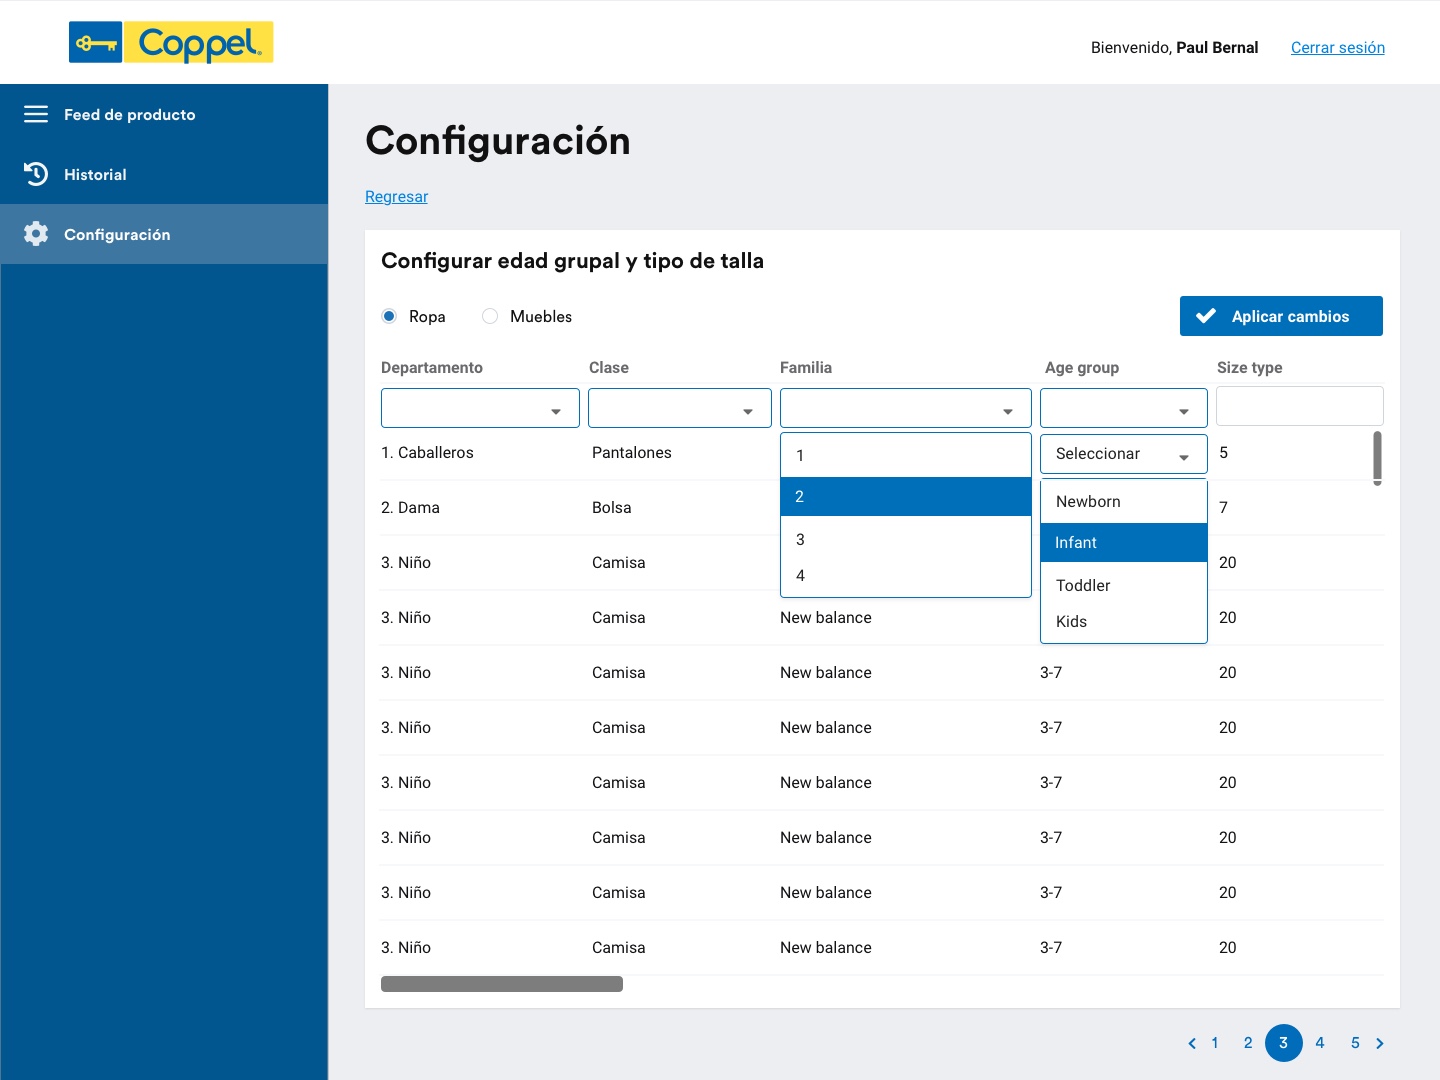 Coppel.
Bienvenido, Paul Bernal Cerrar sesión
Feed de producto
Historial
Configuración
Configuración
Regresar
Configurar edad grupal y tipo de talla
Ropa Muebles Aplicar cambios
Departamento Clase Familia Age group Size type
1. Caballeros Pantalones 1 Seleccionar 5
2. Dama Bolsa 2 Newborn 7
3. Niño Camisa 3 Infant 20
4 Toddler
3. Niño Camisa New balance Kids 20
3. Niño Camisa New balance 3-7 20
3. Niño Camisa New balance 3-7 20
3. Niño Camisa New balance 3-7 20
3. Niño Camisa New balance 3-7 20
3. Niño Camisa New balance 3-7 20
3. Niño Camisa New balance 3-7 20
1 2 3 4 5